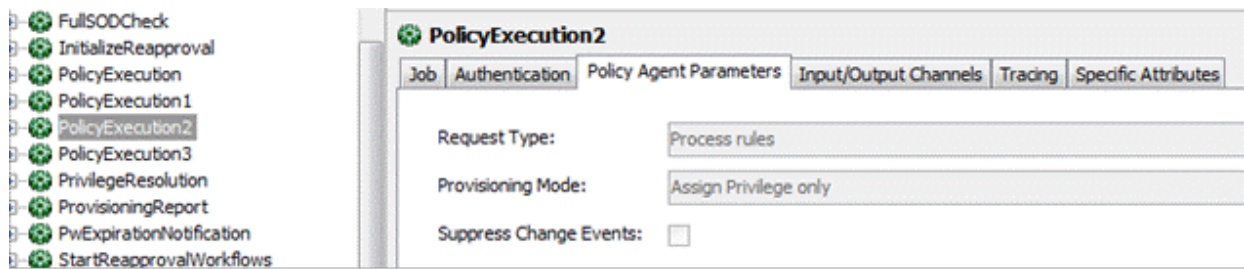 FullSODCheck
InitializeReapproval
PolicyExecution
PolicyExecution1
PolicyExecution2
PolicyExecution3
PrivilegeResolution
ProvisioningReport
PwExpirationNotification
StartReapprovalWorkflows
PolicyExecution2
Job Authentication Policy Agent Parameters Input/Output Channels Tracing Specific Attributes
Request Type: Process rules
Provisioning Mode: Assign Privilege only
Suppress Change Events: